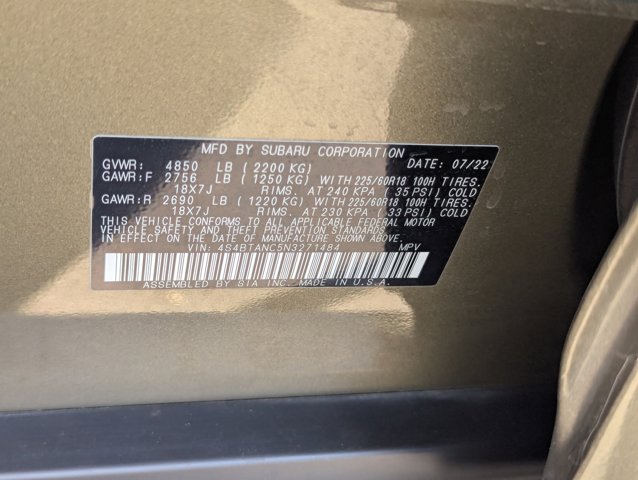 MFD BY SUBARU CORPORATION
GVWR: 4850 LB (2200 KG) DATE: 07/22
GAWR:F 2756 LB (1250 KG) WITH 225/60R18 100H TIRES.
18X7J RIMS. AT 240 KPA (35 PSI) COLD
GAWR:R 2690 LB (1220 KG) WITH 225/60R18 100H TIRES.
18X7J RIMS. AT 230 KPA (33 PSI) COLD
THIS VEHICLE CONFORMS TO ALL APPLICABLE FEDERAL MOTOR
VEHICLE SAFETY AND THEFT PREVENTION STANDARDS
IN EFFECT ON THE DATE OF MANUFACTURE SHOWN ABOVE.
VIN: 4S4BTANC5N3271484 MPV
ASSEMBLED BY SIA INC. MADE IN U.S.A.